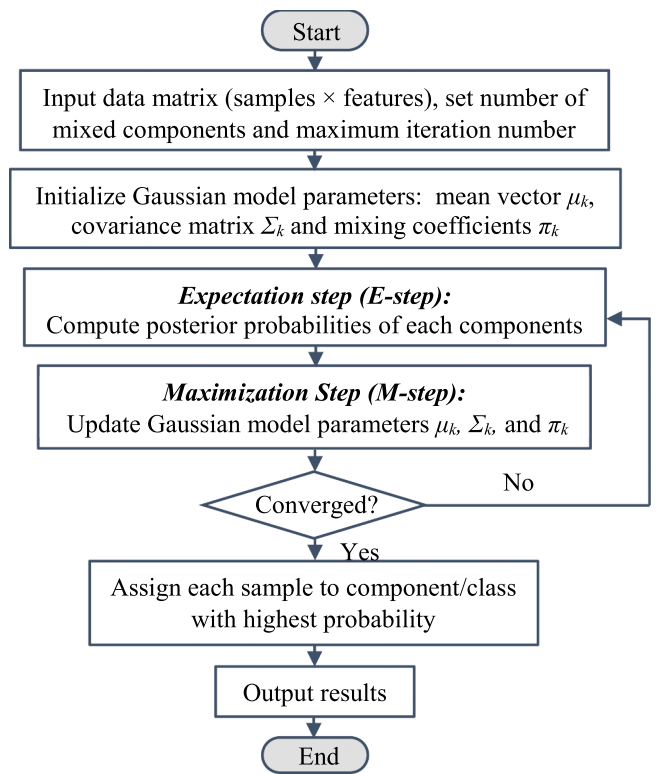 Start
Input data matrix (samples × features), set number of
mixed components and maximum iteration number
Initialize Gaussian model parameters: mean vector μk,
covariance matrix Σk and mixing coefficients πk
Expectation step (E-step):
Compute posterior probabilities of each components
Maximization Step (M-step):
Update Gaussian model parameters μk, Σk, and πk
Converged?
No
Yes
Assign each sample to component/class
with highest probability
Output results
End